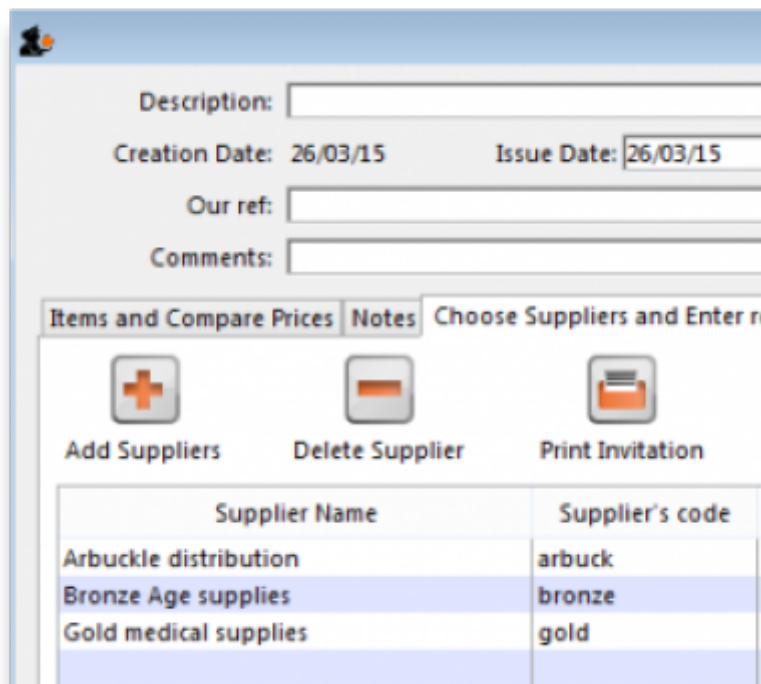 Description:
Creation Date: 26/03/15 Issue Date: 26/03/15
Our ref:
Comments:
Items and Compare Prices Notes Choose Suppliers and Enter
Add Suppliers Delete Supplier Print Invitation
Supplier Name Supplier's code
Arbuckle distribution arbuck
Bronze Age supplies bronze
Gold medical supplies gold